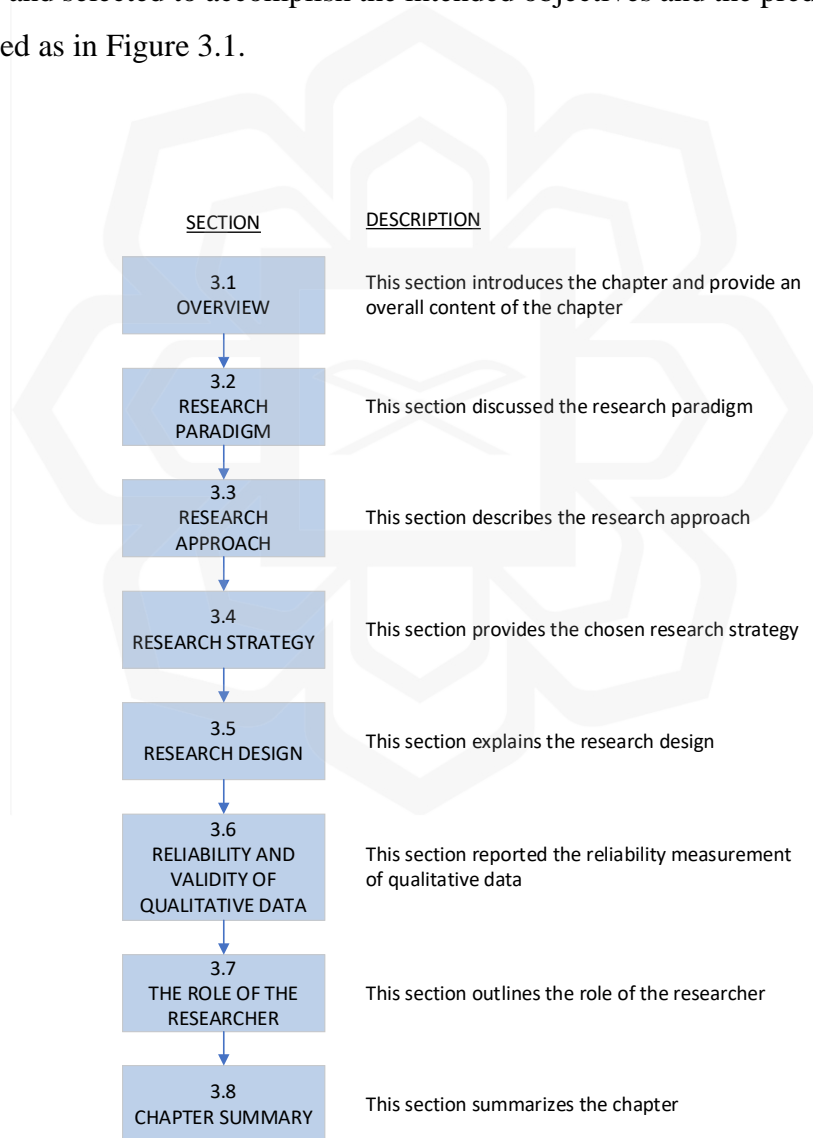 and selected to accomplish the intended objectives and the
ed as in Figure 3.1.
SECTION DESCRIPTION
3.1
OVERVIEW
This section introduces the chapter and provide an
overall content of the chapter
3.2
RESEARCH
PARADIGM
This section discussed the research paradigm
3.3
RESEARCH
APPROACH
This section describes the research approach
3.4
RESEARCH STRATEGY
This section provides the chosen research strategy
3.5
RESEARCH DESIGN
This section explains the research design
3.6
RELIABILITY AND
VALIDITY OF
QUALITATIVE DATA
This section reported the reliability measurement
of qualitative data
3.7
THE ROLE OF THE
RESEARCHER
This section outlines the role of the researcher
3.8
CHAPTER SUMMARY
This section summarizes the chapter